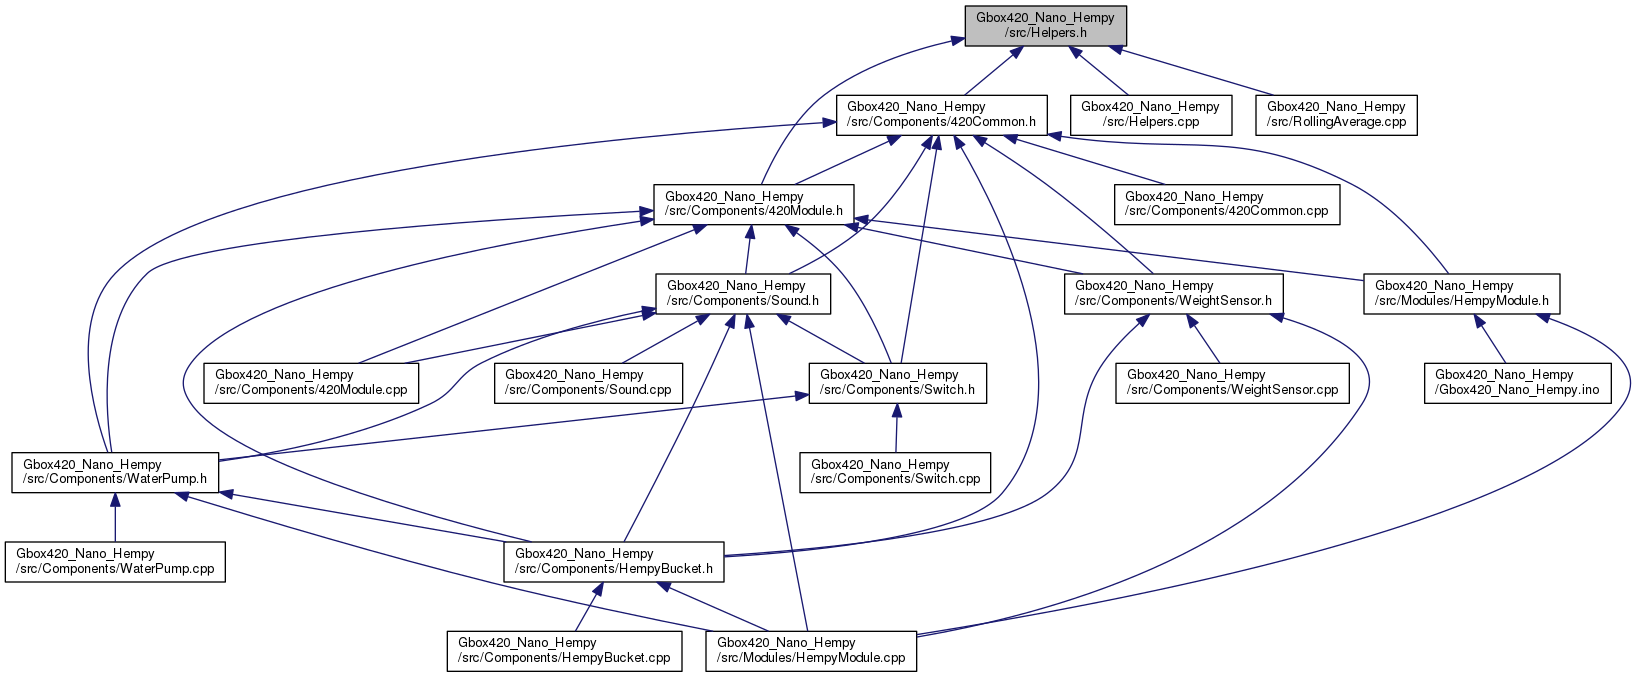 Gbox420_Nano_Hempy
/src/Helpers.h
Gbox420_Nano_Hempy
/src/Components/420Common.h
Gbox420_Nano_Hempy
/src/Helpers.cpp
Gbox420_Nano_Hempy
/src/RollingAverage.cpp
Gbox420_Nano_Hempy
/src/Components/420Module.h
Gbox420_Nano_Hempy
/src/Components/420Common.cpp
Gbox420_Nano_Hempy
/src/Components/Sound.h
Gbox420_Nano_Hempy
/src/Components/WeightSensor.h
Gbox420_Nano_Hempy
/src/Modules/HempyModule.h
Gbox420_Nano_Hempy
/src/Components/420Module.cpp
Gbox420_Nano_Hempy
/src/Components/Sound.cpp
Gbox420_Nano_Hempy
/src/Components/Switch.h
Gbox420_Nano_Hempy
/src/Components/WeightSensor.cpp
Gbox420_Nano_Hempy
/Gbox420_Nano_Hempy.ino
Gbox420_Nano_Hempy
/src/Components/WaterPump.h
Gbox420_Nano_Hempy
/src/Components/Switch.cpp
Gbox420_Nano_Hempy
/src/Components/WaterPump.cpp
Gbox420_Nano_Hempy
/src/Components/HempyBucket.h
Gbox420_Nano_Hempy
/src/Components/HempyBucket.cpp
Gbox420_Nano_Hempy
/src/Modules/HempyModule.cpp